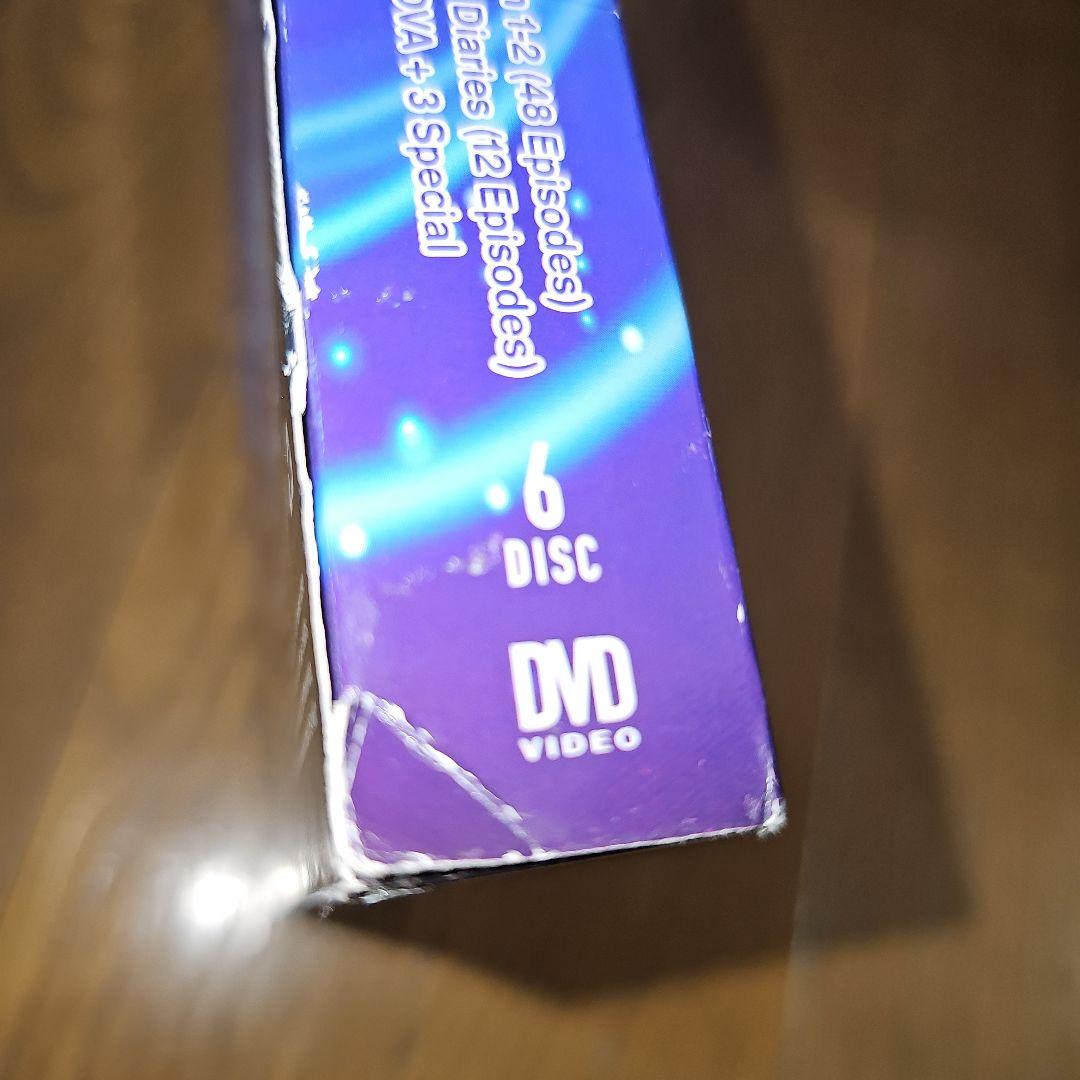 1-2 (48 Episodes)
Diaries (12 Episodes)
OVA + 3 Special
6
DISC
DVD
VIDEO